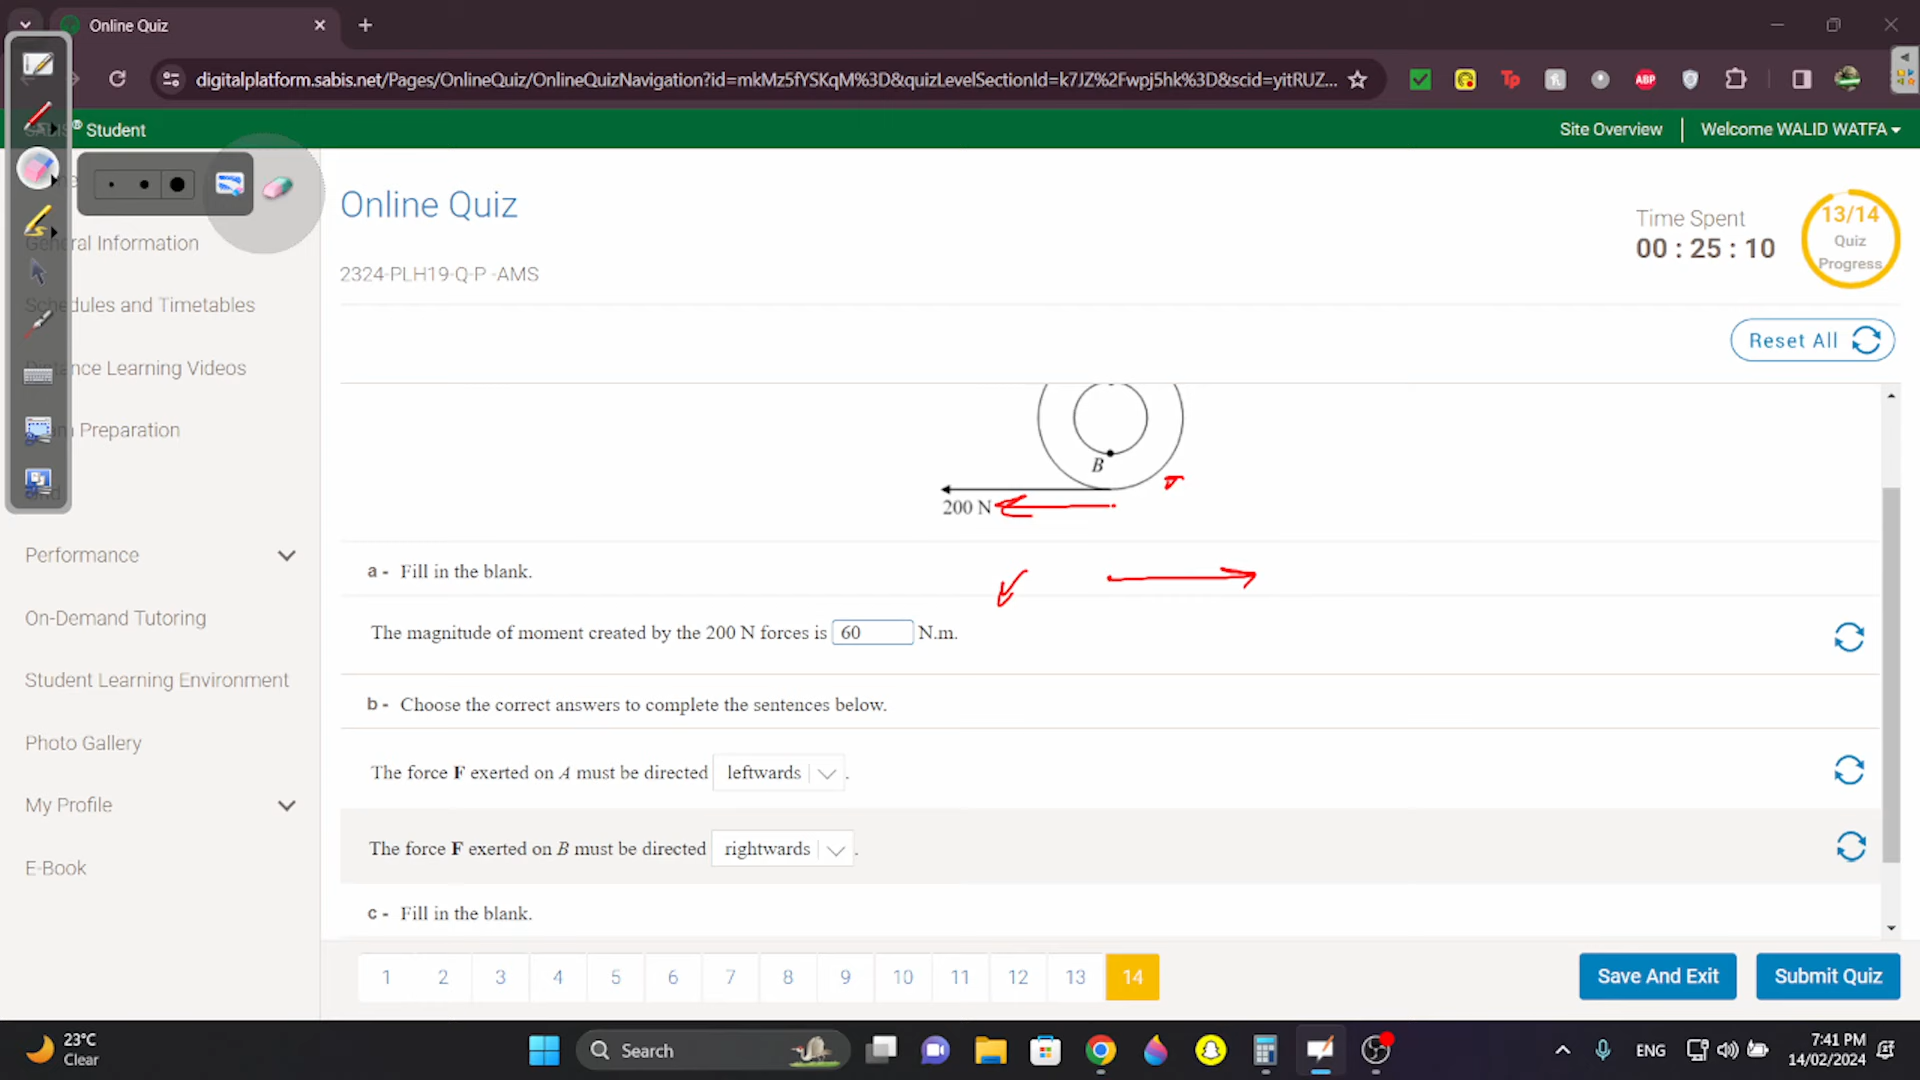 Online Quiz
digitalplatform.sabis.net/Pages/OnlineQuiz/OnlineQuizNavigation?id=mkMz5fYSKqM%3D&quizLevelSectionId=k7JZ%2Fwpj5hk%3D&scid=yitRUZ...
Tp
ABP
® Student
Site Overview
Welcome WALID WATFA
General Information
Schedules and Timetables
Distance Learning Videos
Preparation
Performance
On-Demand Tutoring
Student Learning Environment
Photo Gallery
My Profile
E-Book
Online Quiz
2324-PLH19-Q-P -AMS
Time Spent
00 : 25 : 10
13/14
Quiz
Progress
Reset All
B
200 N
a - Fill in the blank.
The magnitude of moment created by the 200 N forces is 60 N.m.
b - Choose the correct answers to complete the sentences below.
The force F exerted on A must be directed leftwards .
The force F exerted on B must be directed rightwards .
c - Fill in the blank.
1 2 3 4 5 6 7 8 9 10 11 12 13 14
Save And Exit
Submit Quiz
23°C
Clear
Search
ENG
7:41 PM
14/02/2024